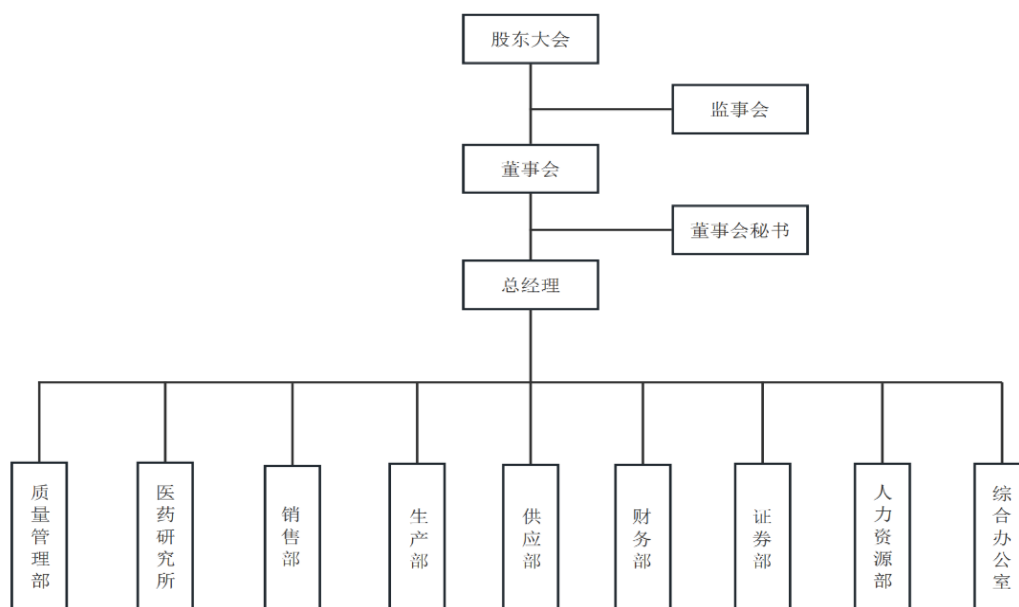 股东大会
监事会
董事会
董事会秘书
总经理
质量管理部
医药研究所
销售部
生产部
供应部
财务部
证券部
人力资源部
综合办公室